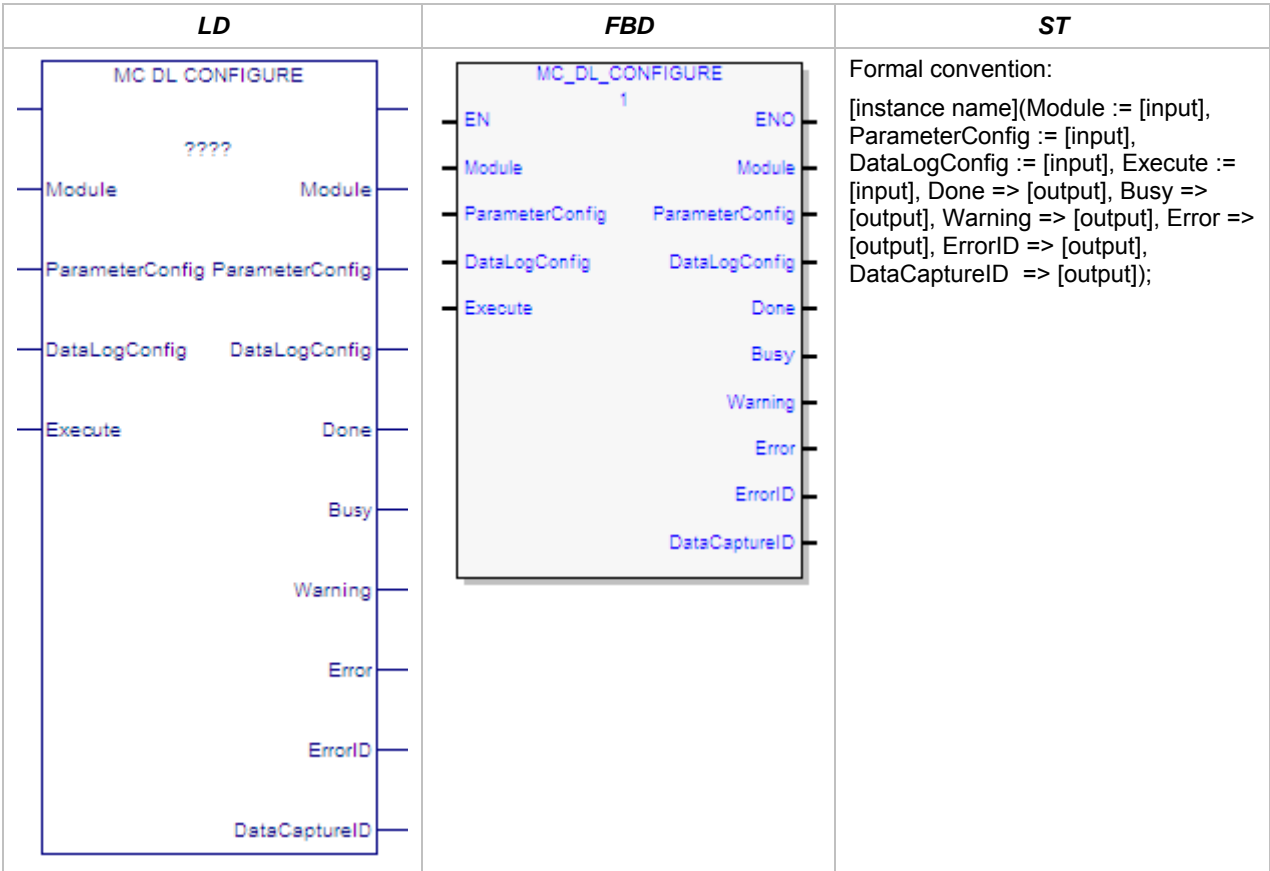 LD FBD ST
MC DL CONFIGURE
????
Module Module
ParameterConfig ParameterConfig
DataLogConfig DataLogConfig
Execute Done
Busy
Warning
Error
ErrorID
DataCaptureID
MC_DL_CONFIGURE
1
EN ENO
Module Module
ParameterConfig ParameterConfig
DataLogConfig DataLogConfig
Execute Done
Busy
Warning
Error
ErrorID
DataCaptureID
Formal convention:
[instance name](Module := [input],
ParameterConfig := [input],
DataLogConfig := [input], Execute :=
[input], Done => [output], Busy =>
[output], Warning => [output], Error =>
[output], ErrorID => [output],
DataCaptureID => [output]);